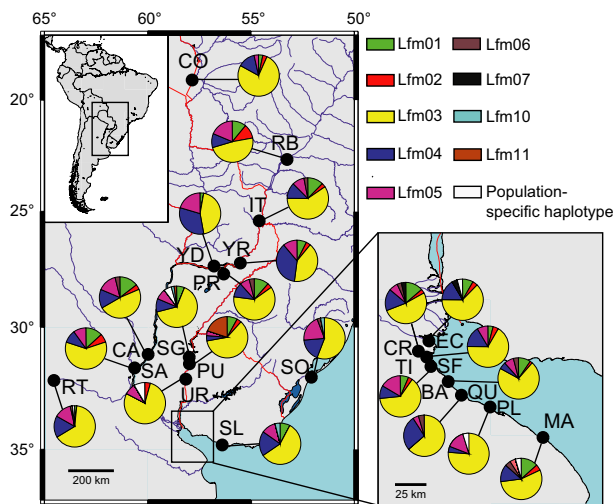 65° 60° 55° 50°
20°
25°
30°
35°
CO
RB
IT
YD YR
PR
CA SG
SA PU
RT UR SO
SL
200 km
Lfm01 Lfm06
Lfm02 Lfm07
Lfm03 Lfm10
Lfm04 Lfm11
Lfm05 Population-
specific haplotype
EC
CR
TI SF
BA QU
PL
MA
25 km